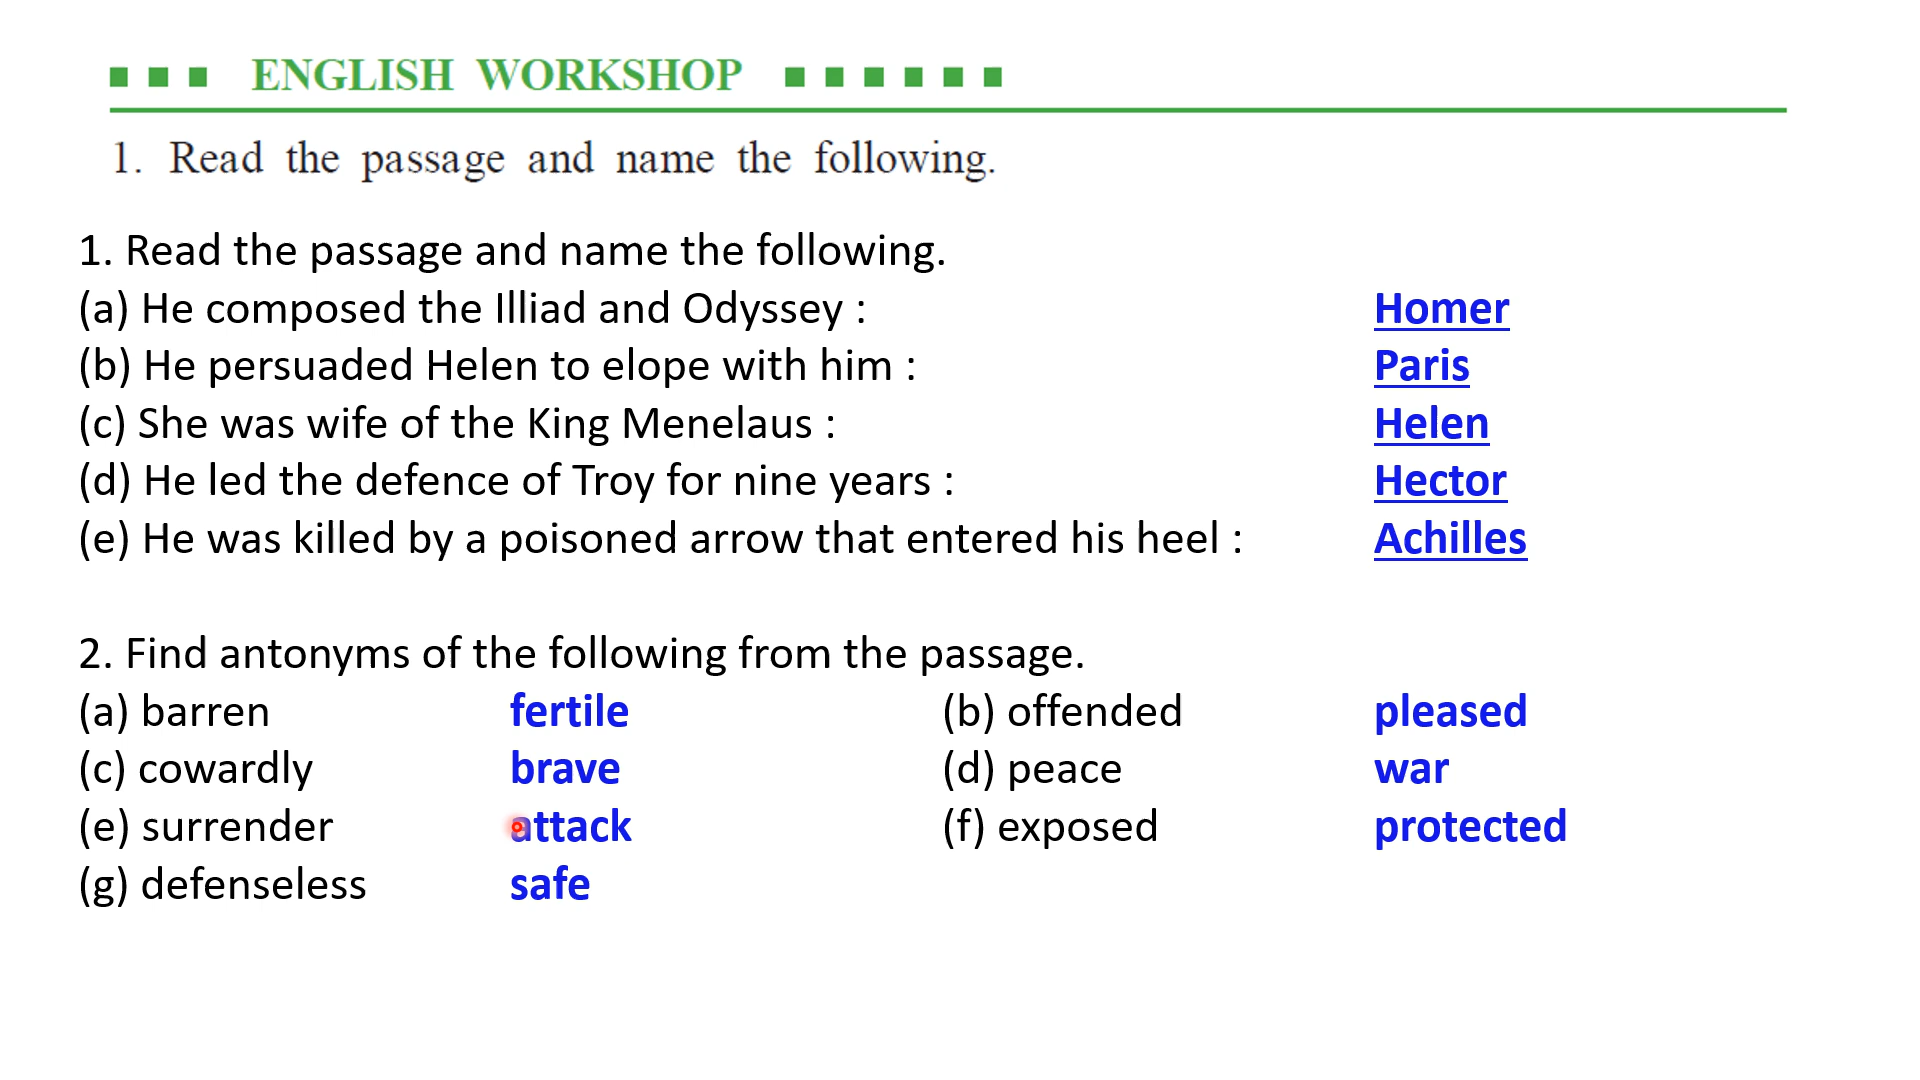 ENGLISH WORKSHOP
1. Read the passage and name the following.
1. Read the passage and name the following.
(a) He composed the Illiad and Odyssey : Homer
(b) He persuaded Helen to elope with him : Paris
(c) She was wife of the King Menelaus : Helen
(d) He led the defence of Troy for nine years : Hector
(e) He was killed by a poisoned arrow that entered his heel : Achilles
2. Find antonyms of the following from the passage.
(a) barren fertile (b) offended pleased
(c) cowardly brave (d) peace war
(e) surrender attack (f) exposed protected
(g) defenseless safe